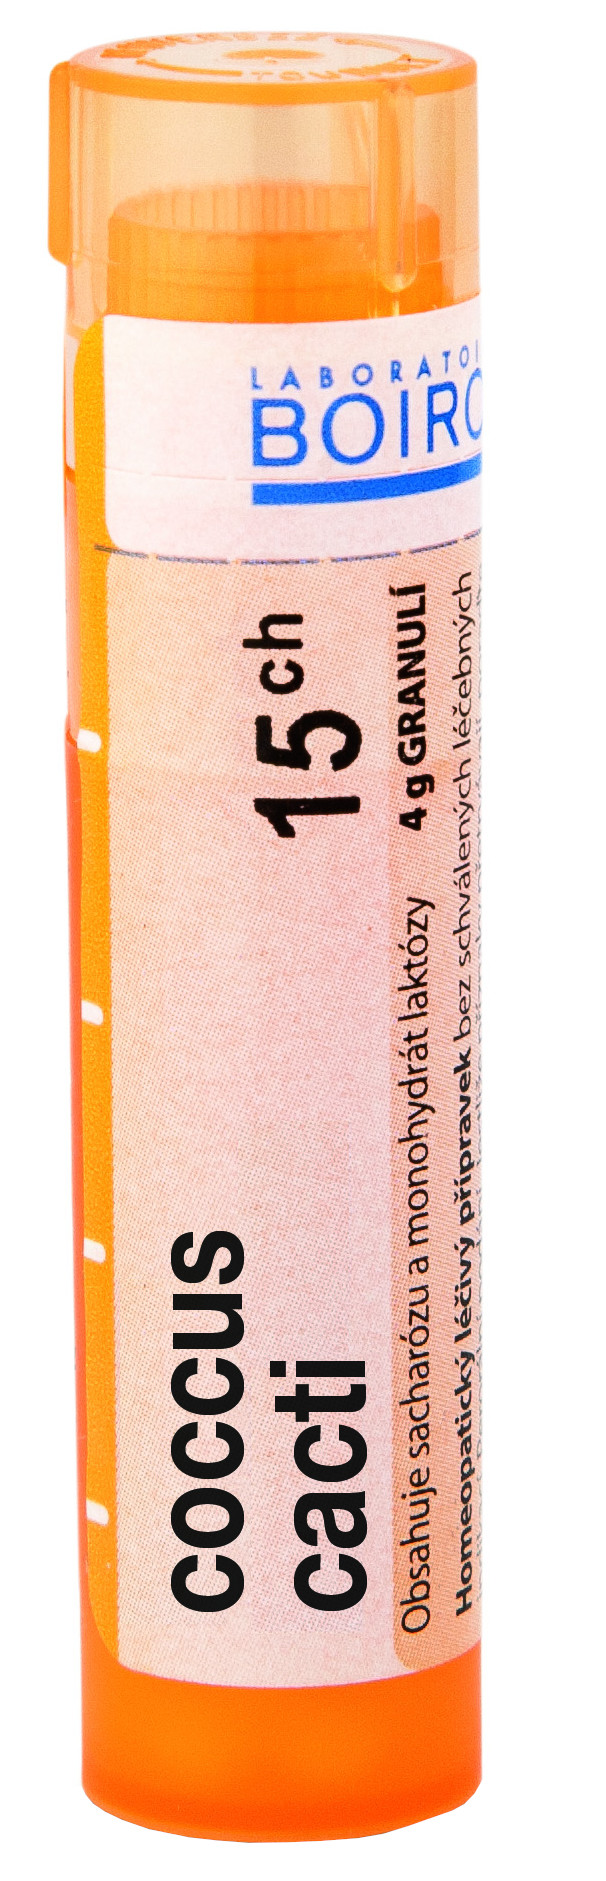 LABORATOI
BOIRO
15 ch
coccus
cacti
4 g GRANULÍ
Obsahuje sacharózu a monohydrát laktózy
Homeopatický léčivý přípravek bez schválených léčebných